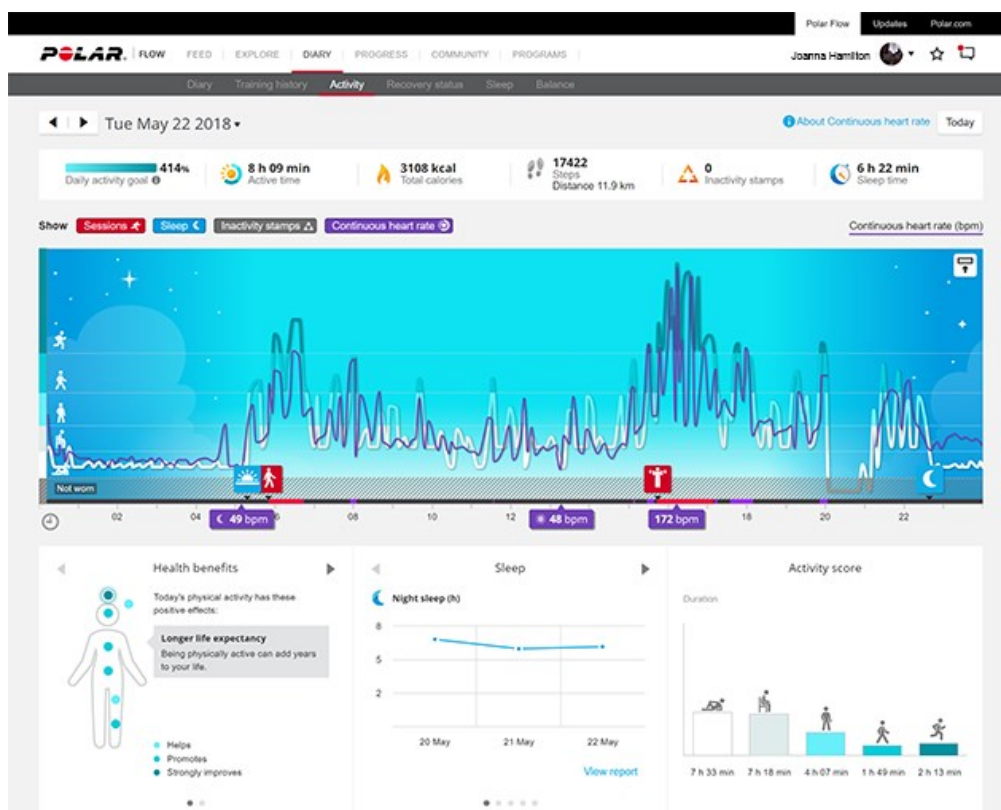 Polar Flow Updates Polar.com
POLAR. FLOW FEED EXPLORE DIARY PROGRESS COMMUNITY PROGRAMS Joanna Hamilton
Diary Training history Activity Recovery status Sleep Balance
Tue May 22 2018 About Continuous heart rate Today
414% 8 h 09 min 3108 kcal 17422 0 6 h 22 min
Daily activity goal Active time Total calories Steps Inactivity stamps Sleep time
Distance 11.9 km
Show Sessions Sleep Inactivity stamps Continuous heart rate Continuous heart rate (bpm)
Not worn
02 04 6 08 10 12 18 20 22
49 bpm 48 bpm 172 bpm
Health benefits
Today's physical activity has these
positive effects:
Longer life expectancy
Being physically active can add years
to your life.
Helps
Promotes
Strongly improves
Sleep
Night sleep (h)
8
5
2
20 May 21 May 22 May
View report
Activity score
Duration
7 h 33 min 7 h 18 min 4 h 07 min 1 h 49 min 2 h 13 min